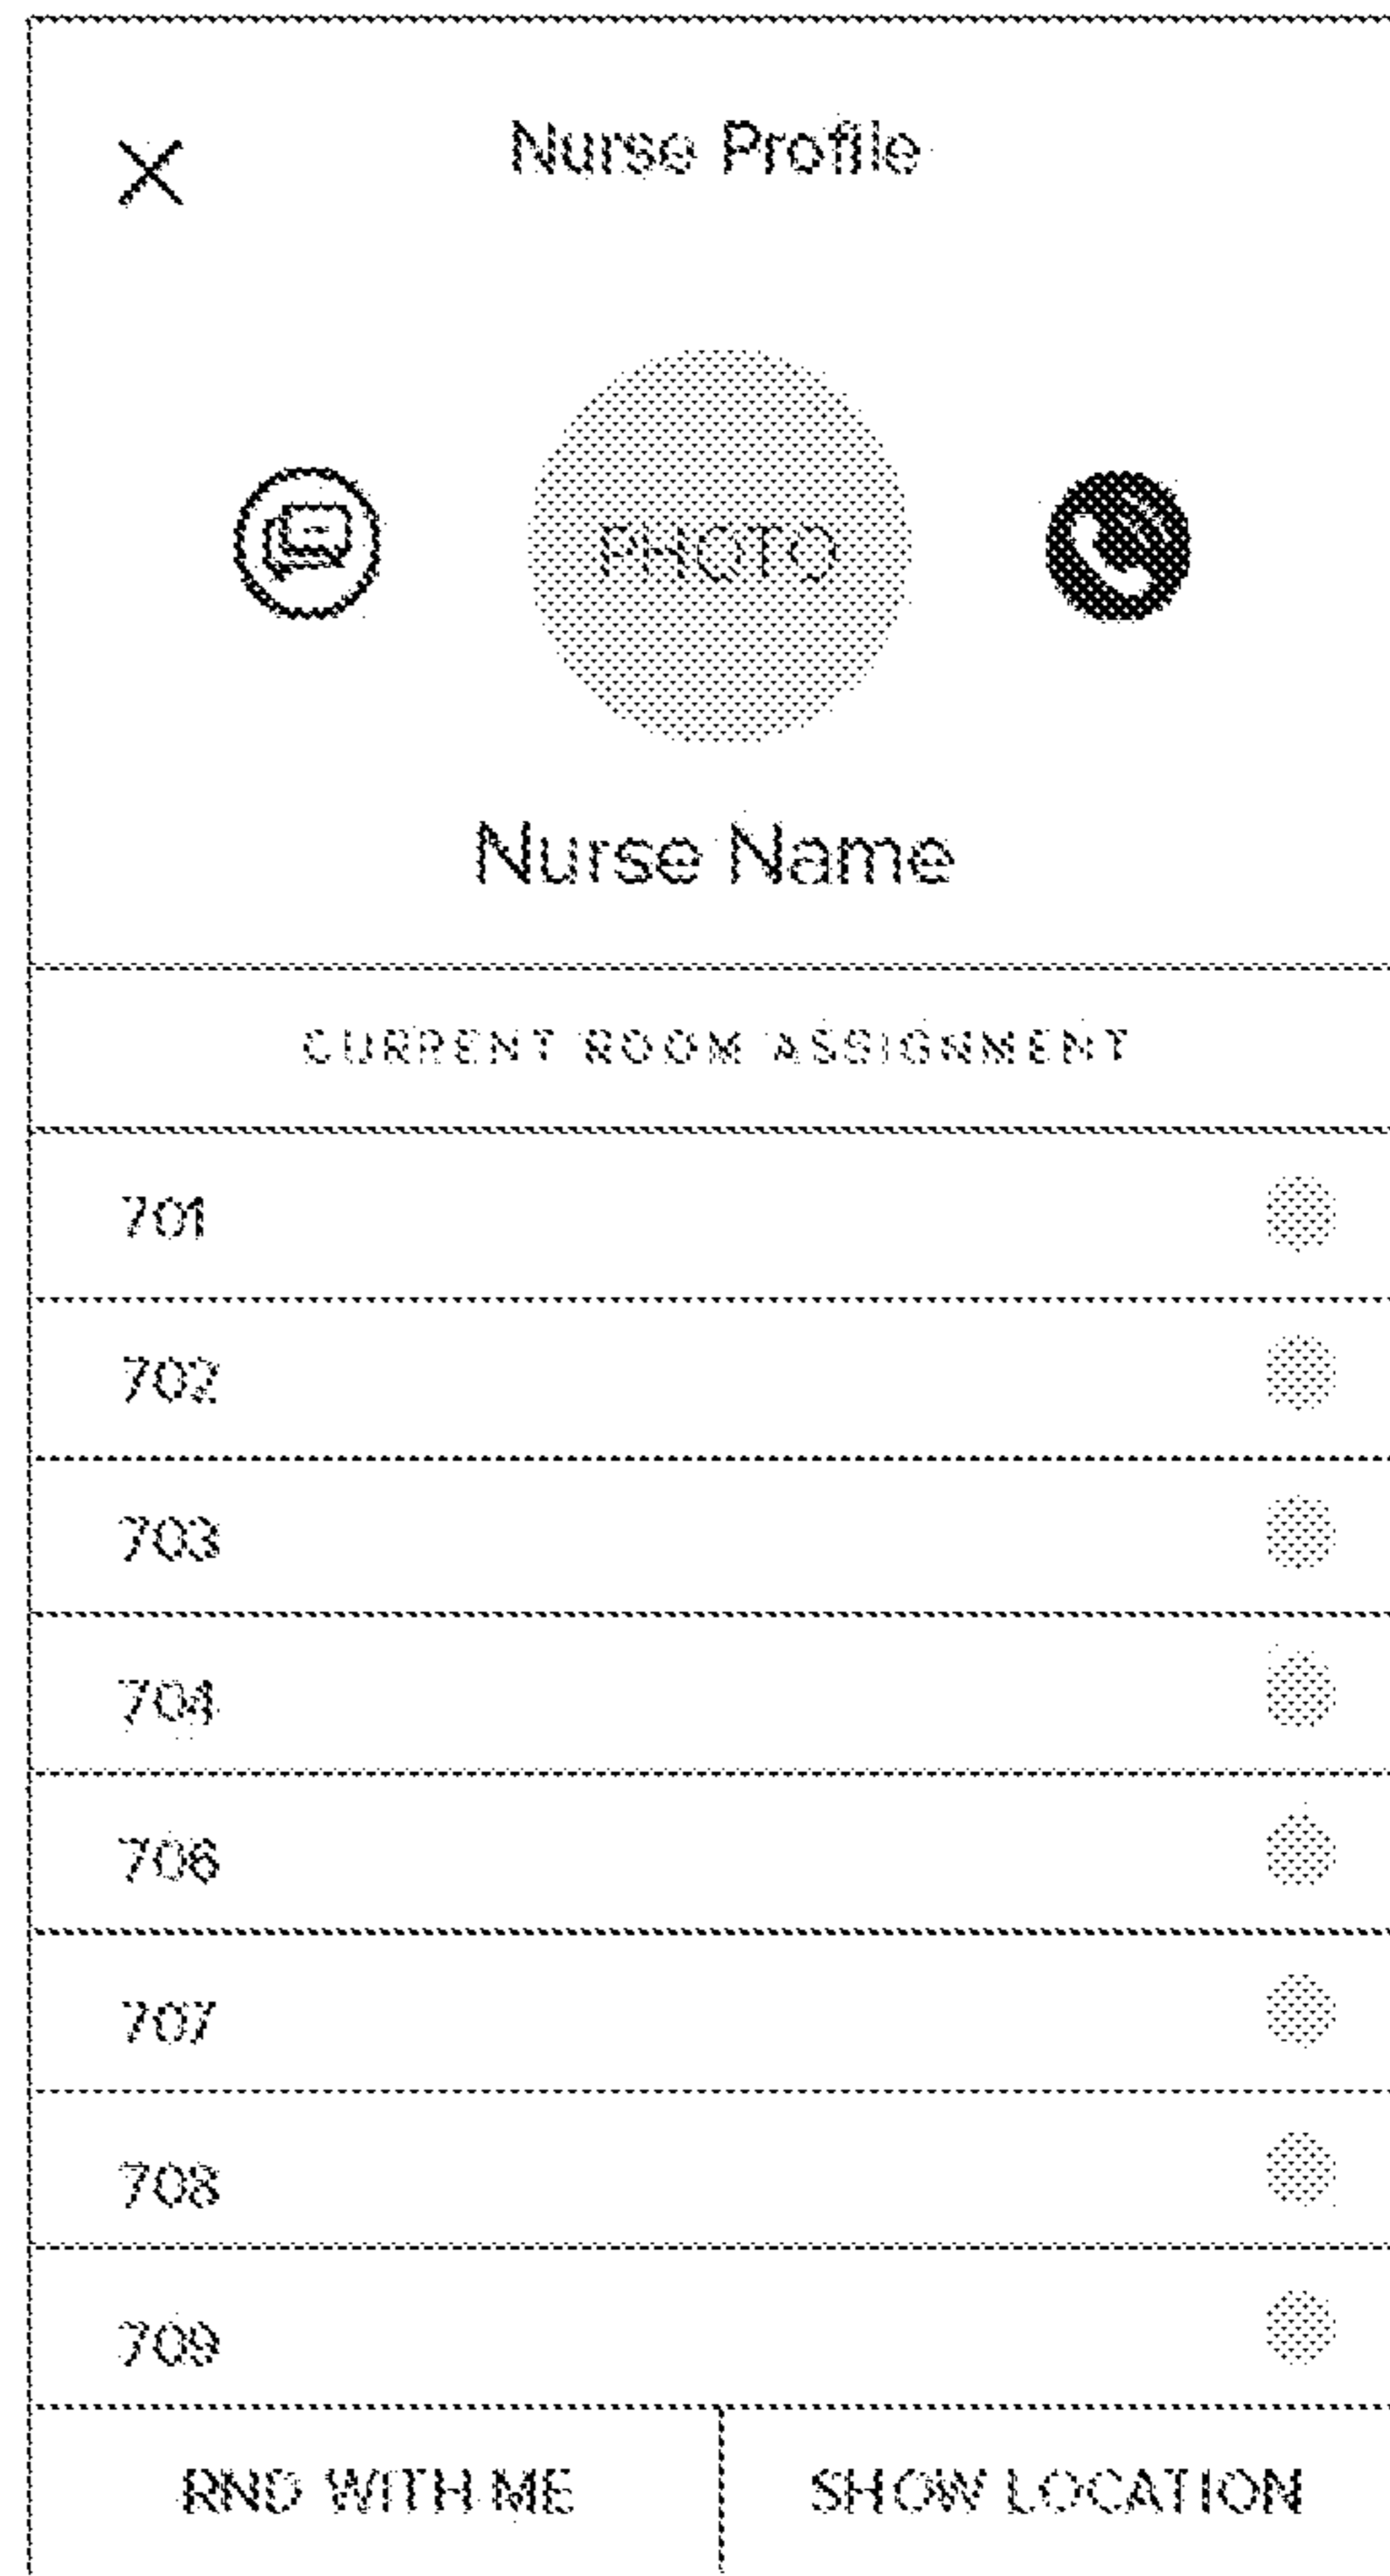 Nurse Profile
PHOTO
Nurse Name
CURRENT ROOM ASSIGNMENT
701
702
703
704
706
707
708
709
RND WITH ME
SHOW LOCATION